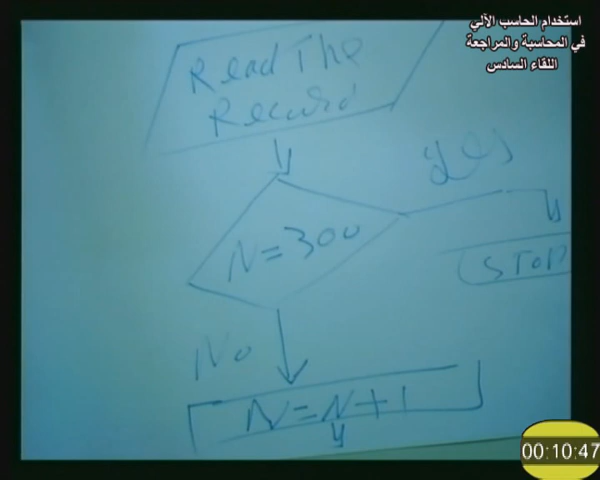 استخدام الحاسب الآلي
في المحاسبة والمراجعة
اللقاء السادس
Read The
Record
yes
N=300
STOP
No
N=N+1
00:10:47